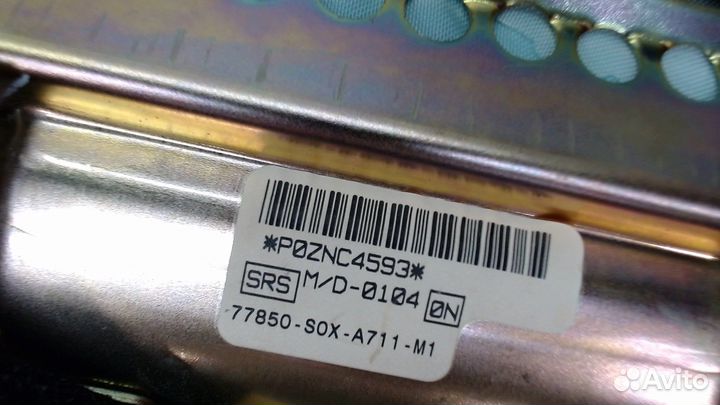 *P0ZNC4593*
SRS M/D-0104 0N
77850-S0X-A711-M1
Avito